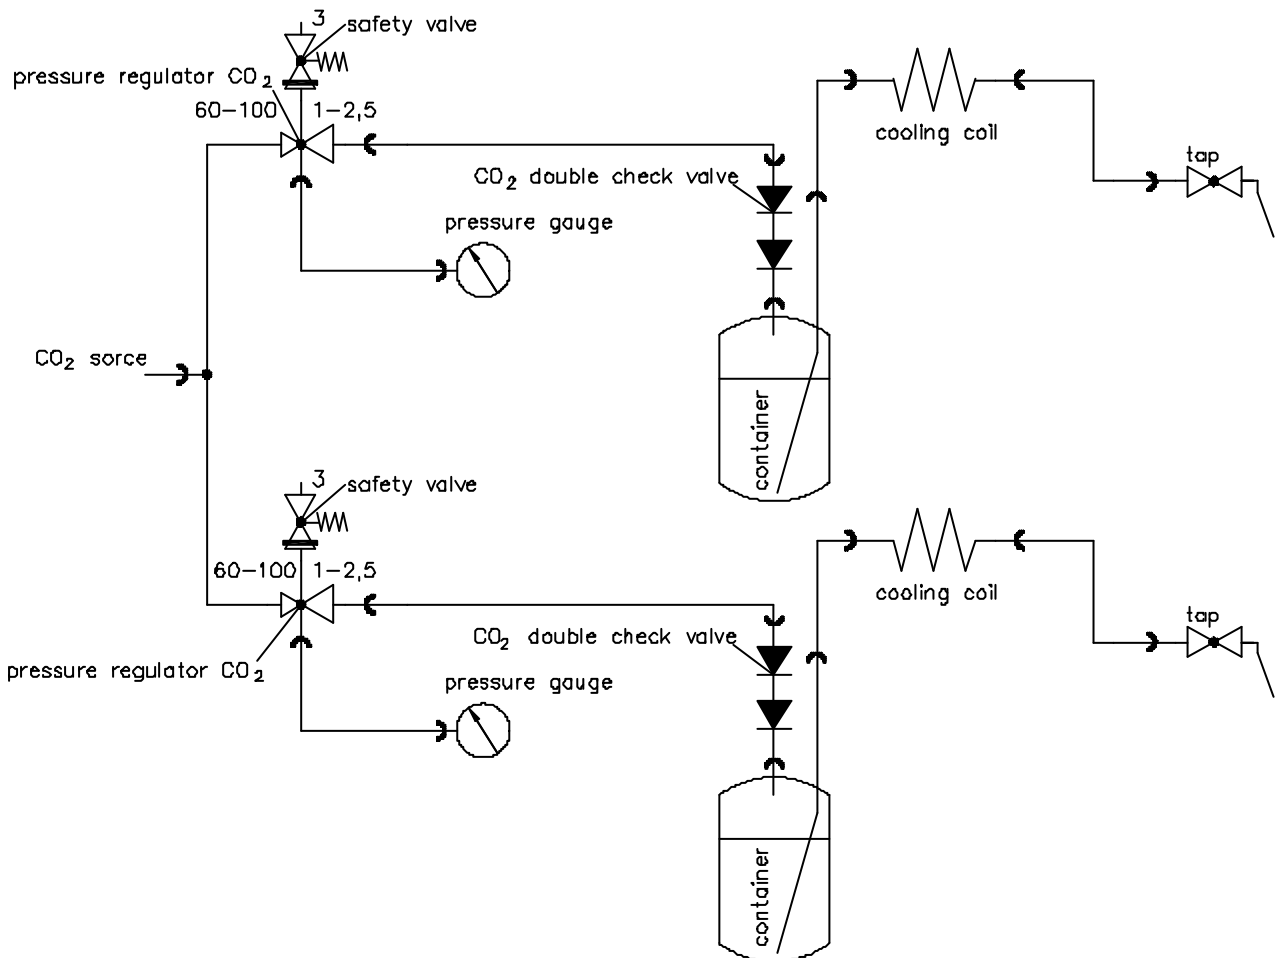 3
safety valve
pressure regulator CO2
60-100
1-2,5
cooling coil
tap
CO2 double check valve
pressure gauge
CO2 sorce
container
3
safety valve
60-100
1-2,5
cooling coil
tap
CO2 double check valve
pressure regulator CO2
pressure gauge
container